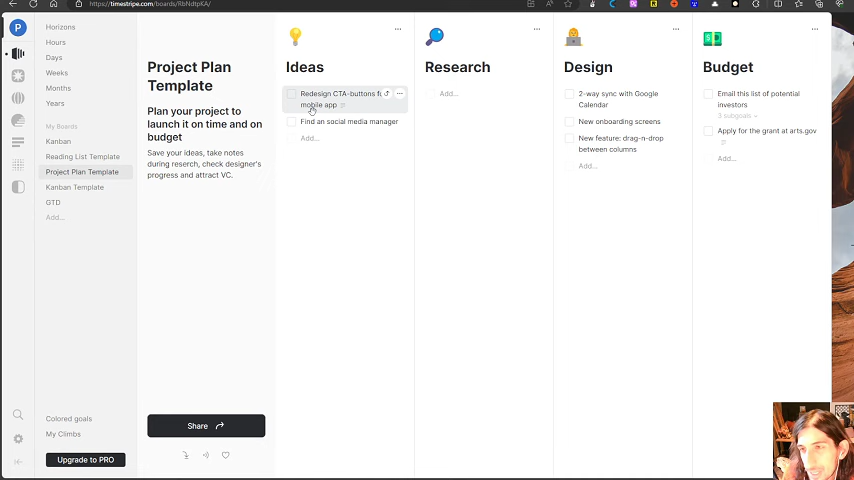 https://timestripe.com/boards/RbNdtpKA/
P
Horizons
Hours
Days
Weeks
Months
Years
My Boards
Kanban
Reading List Template
Project Plan Template
Kanban Template
GTD
Add...
Colored goals
My Climbs
Upgrade to PRO
Project Plan
Template
Plan your project to
launch it on time and on
budget
Save your ideas, take notes
during reserch, check designer's
progress and attract VC.
Share
Ideas
Redesign CTA-buttons
mobile app
Find an social media manager
Add...
Research
Add...
Design
2-way sync with Google
Calendar
New onboarding screens
New feature: drag-n-drop
between columns
Add...
Budget
Email this list of potential
investors.
3 subgoals
Apply for the grant at arts.gov
Add...